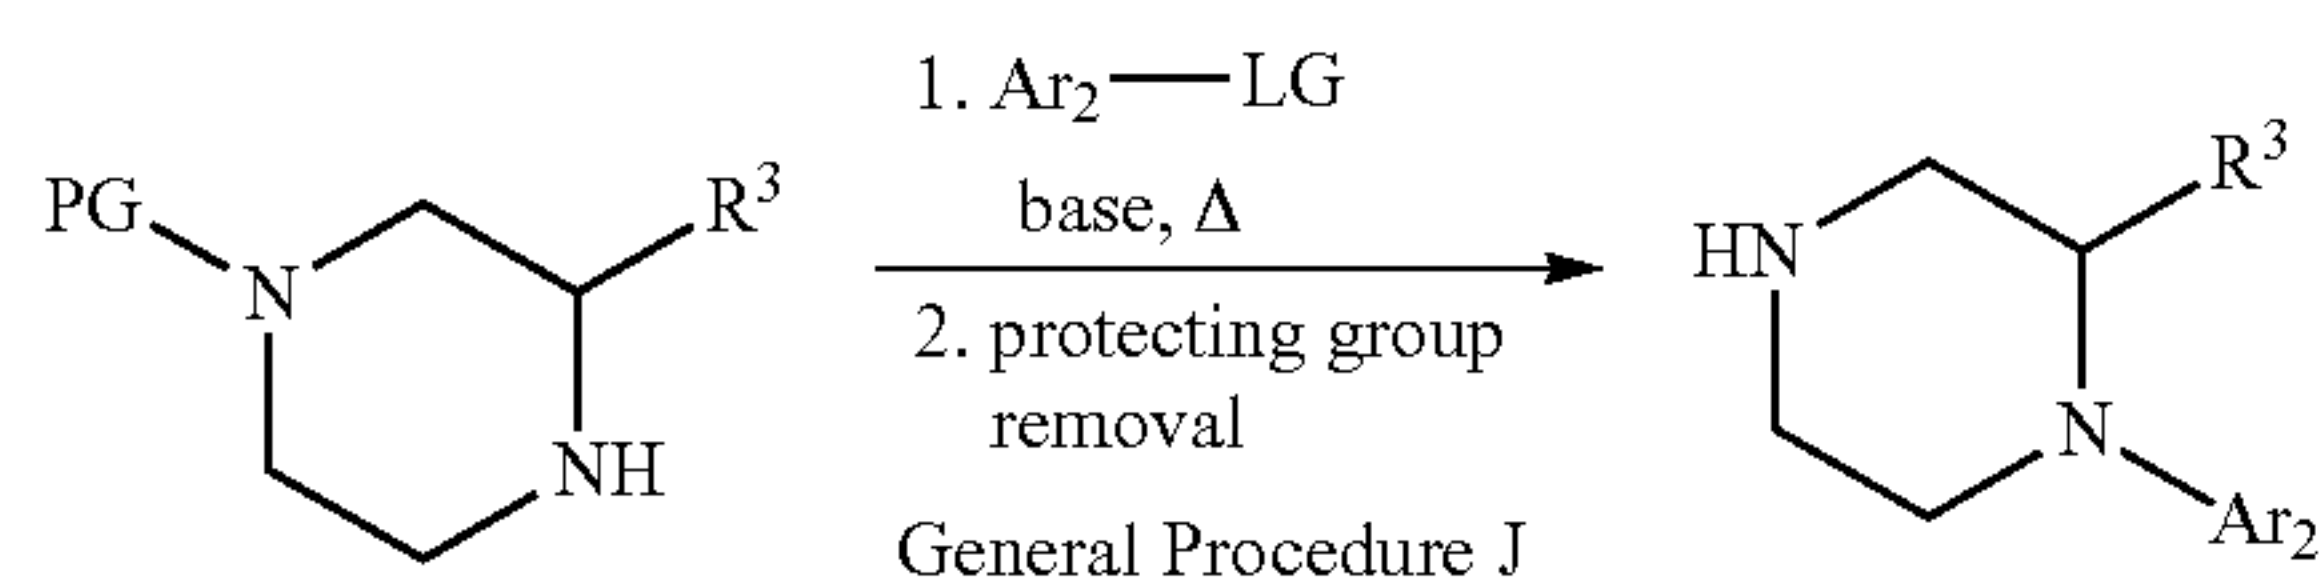 1. Ar₂—LG
base, Δ
2. protecting group
removal
General Procedure J
PG
N
R³
NH
HN
R³
N
Ar₂